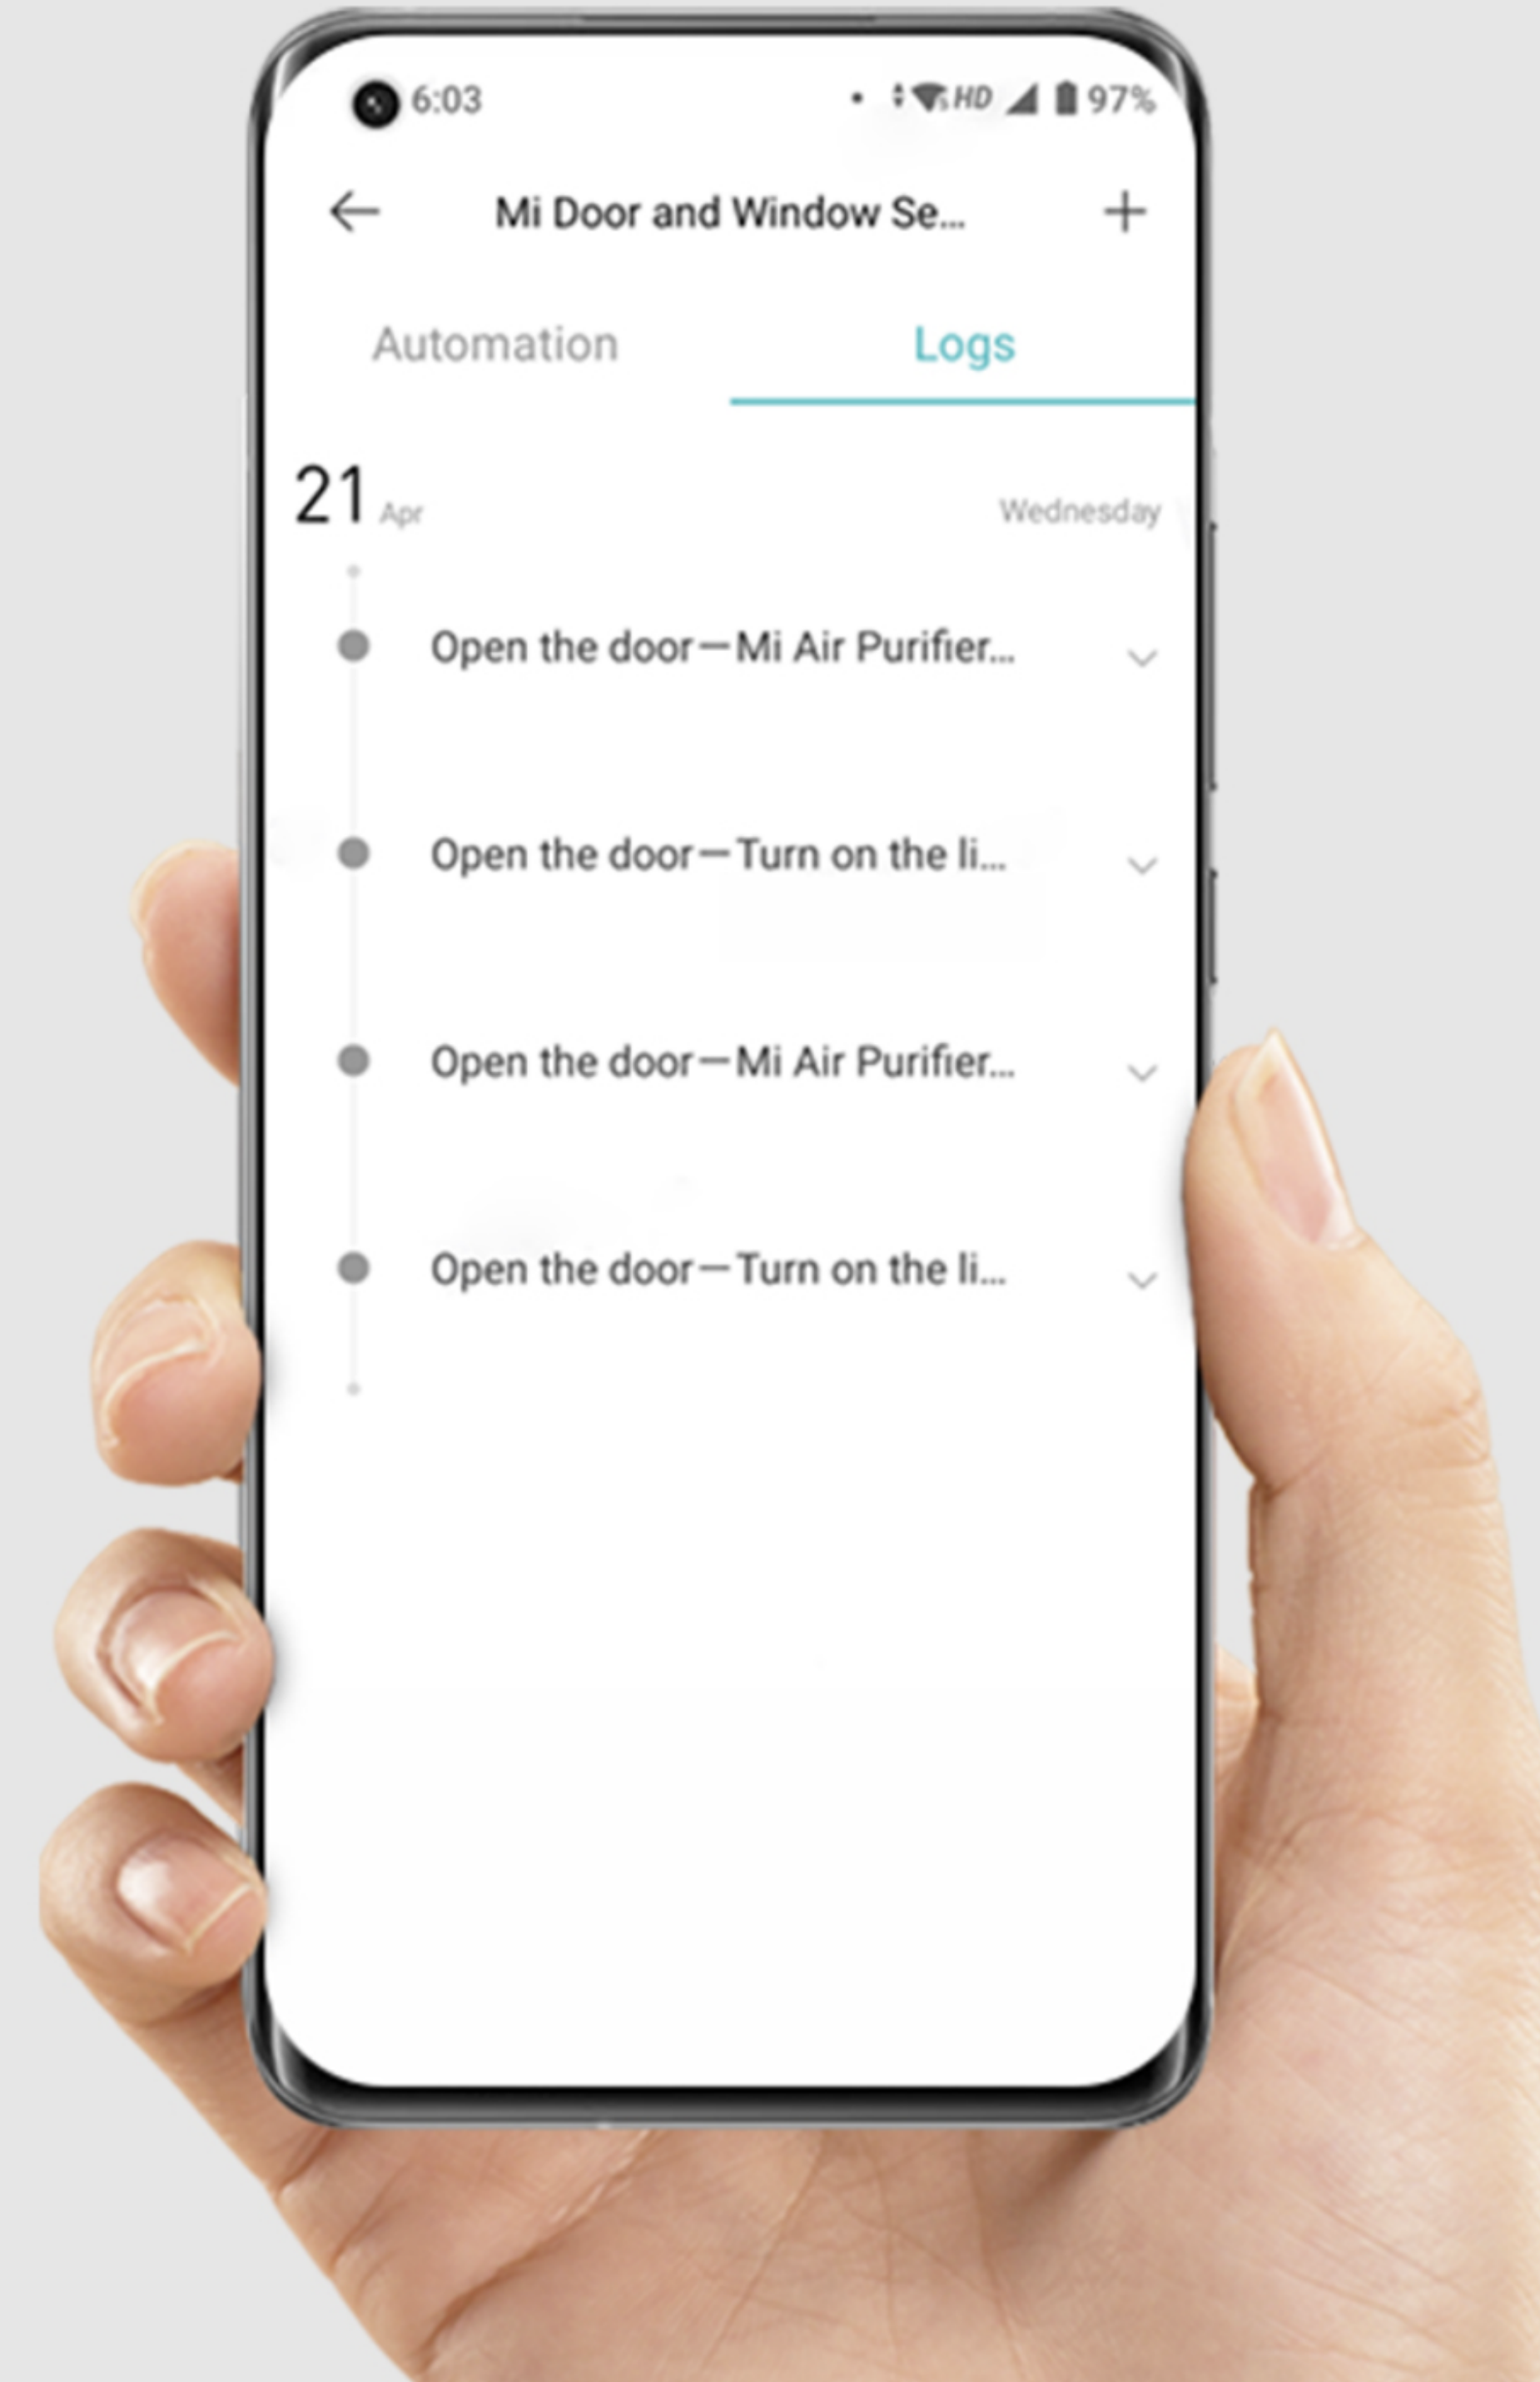 6:03 HD 97%
Mi Door and Window Se...
Automation Logs
21 Apr Wednesday
Open the door—Mi Air Purifier...
Open the door—Turn on the li...
Open the door—Mi Air Purifier...
Open the door—Turn on the li...